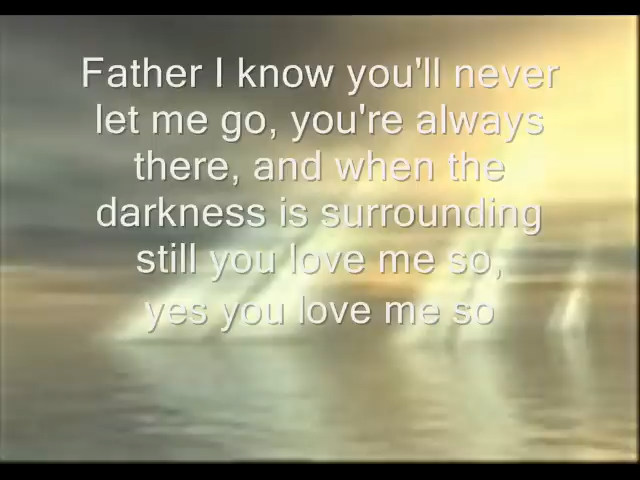 Father I know you'll never
let me go, you're always
there, and when the
darkness is surrounding
still you love me so,
yes you love me so